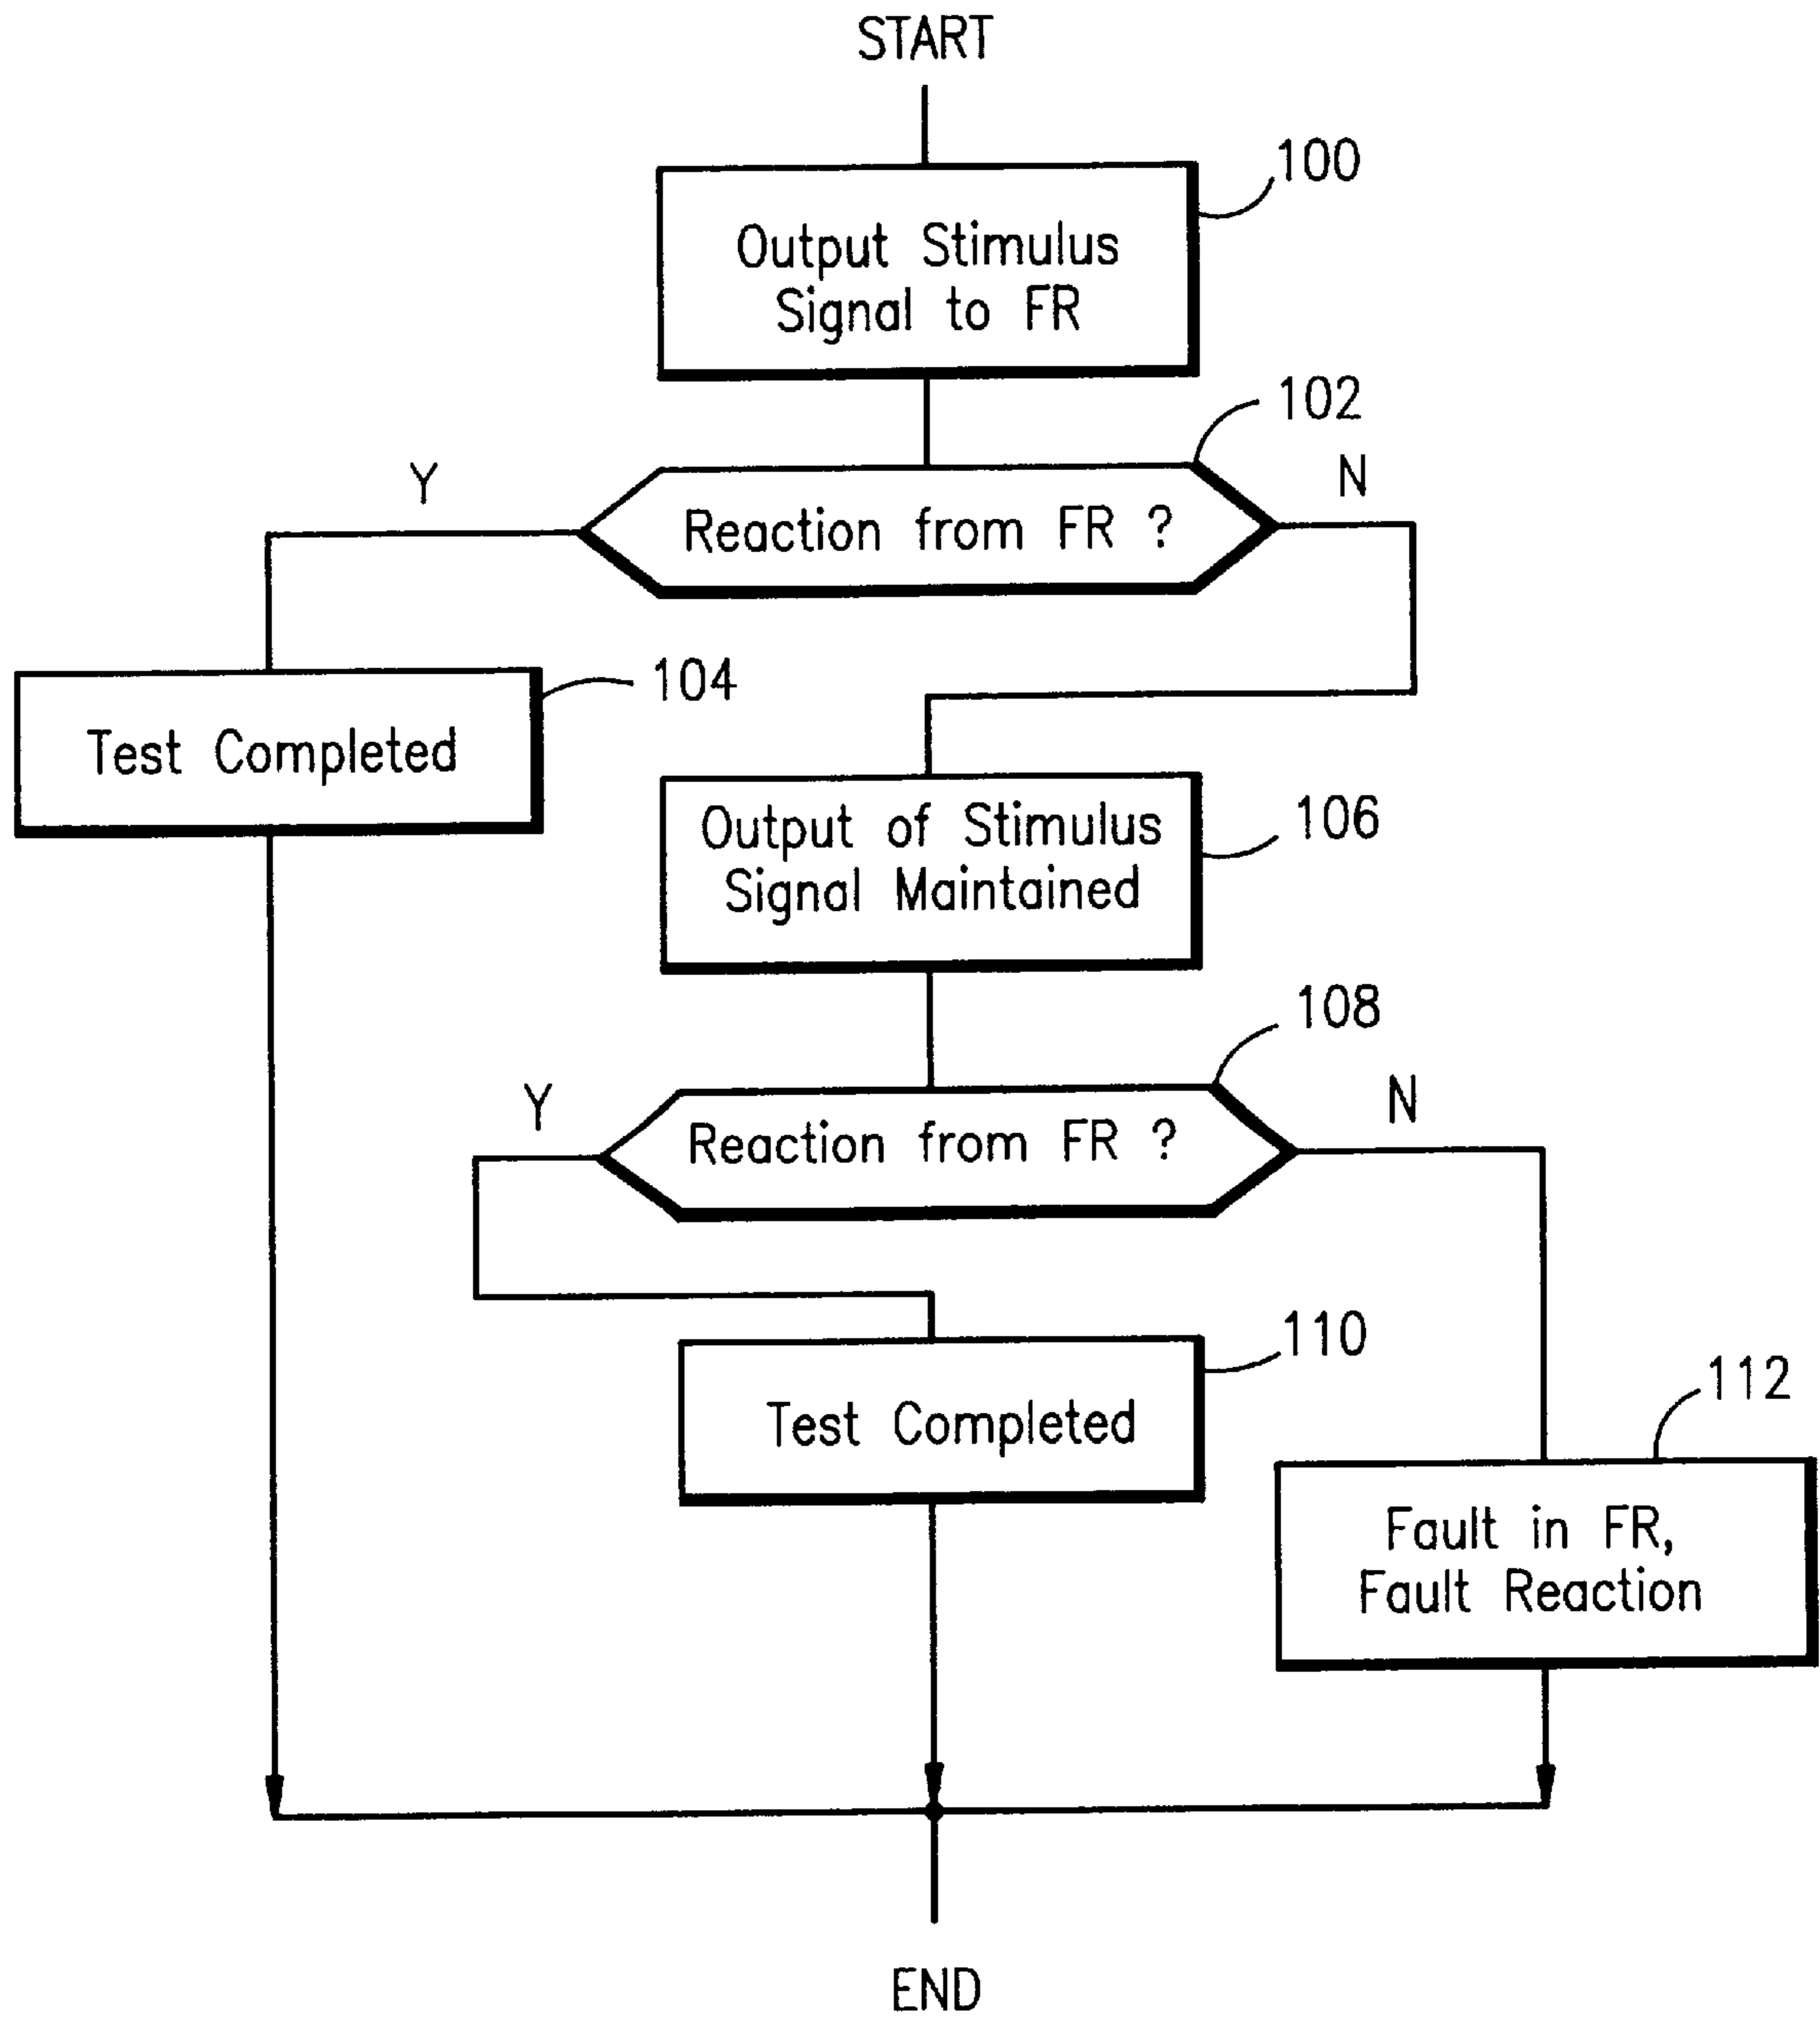 START
100
Output Stimulus
Signal to FR
102
Y
N
Reaction from FR ?
104
Test Completed
106
Output of Stimulus
Signal Maintained
108
Y
N
Reaction from FR ?
110
Test Completed
112
Fault in FR,
Fault Reaction
END